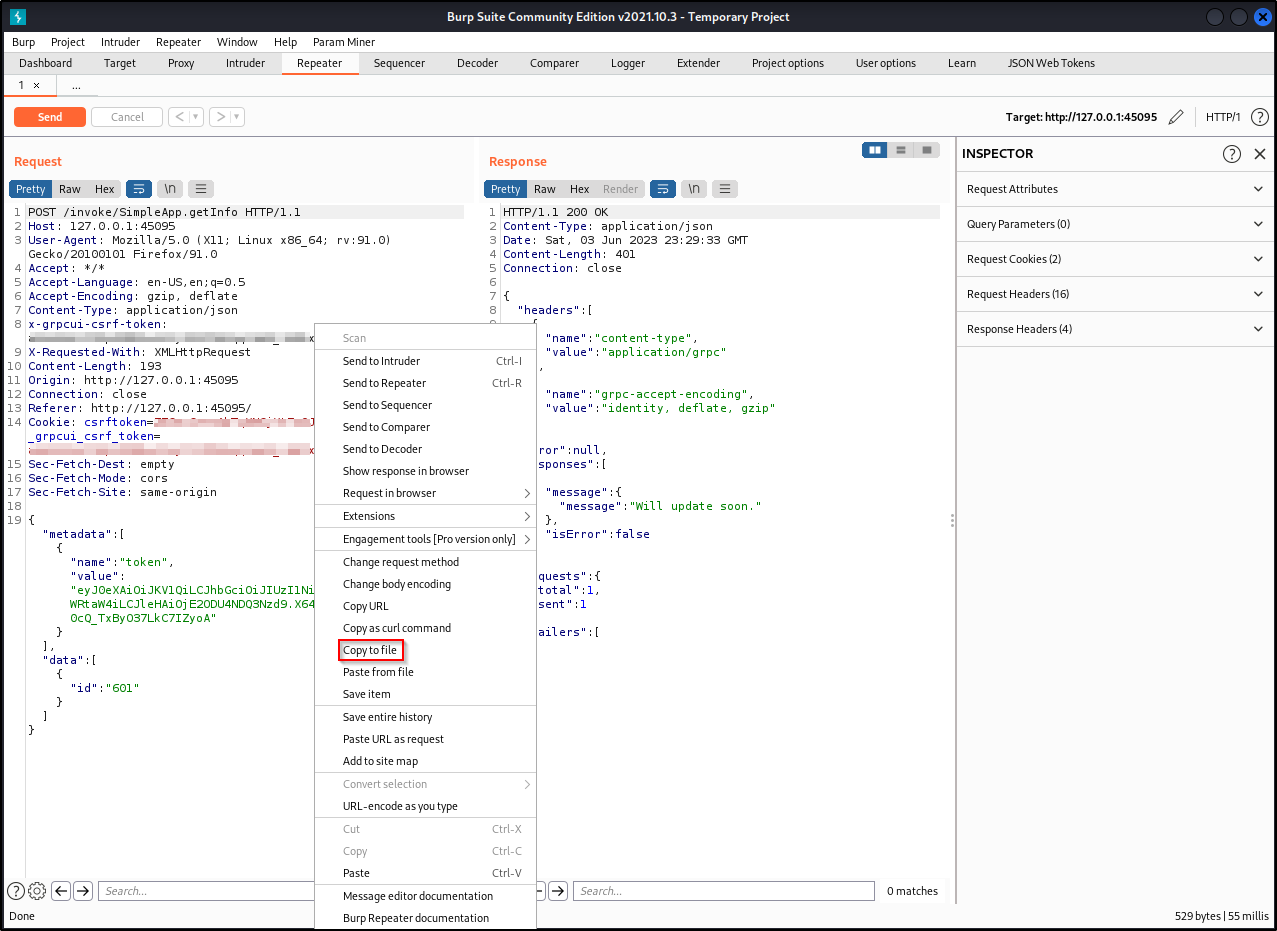 Burp Suite Community Edition v2021.10.3 - Temporary Project
Burp Project Intruder Repeater Window Help Param Miner
Dashboard Target Proxy Intruder Repeater Sequencer Decoder Comparer Logger Extender Project options User options Learn JSON Web Tokens
1 × ...
Send Cancel < > Target: http://127.0.0.1:45095 HTTP/1 ?
Request
Pretty Raw Hex \n
1 POST /invoke/SimpleApp.getInfo HTTP/1.1
2 Host: 127.0.0.1:45095
3 User-Agent: Mozilla/5.0 (X11; Linux x86_64; rv:91.0)
Gecko/20100101 Firefox/91.0
4 Accept: */*
5 Accept-Language: en-US,en;q=0.5
6 Accept-Encoding: gzip, deflate
7 Content-Type: application/json
8 x-grpcui-csrf-token:
9 X-Requested-With: XMLHttpRequest
10 Content-Length: 193
11 Origin: http://127.0.0.1:45095
12 Connection: close
13 Referer: http://127.0.0.1:45095/
14 Cookie: csrftoken=
_grpcui_csrf_token=
15 Sec-Fetch-Dest: empty
16 Sec-Fetch-Mode: cors
17 Sec-Fetch-Site: same-origin
18
19 {
"metadata":[
{
"name":"token",
"value":
"eyJ0eXAiOiJKV1QiLCJhbGciOiJIUzI1Ni
WRtaW4iLCJleHAiOjE2ODU4NDQ3Nzd9.X64
0cQ_TxByO37LkC7IZyoA"
}
],
"data":[
{
"id":"601"
}
]
}
Scan
Send to Intruder Ctrl-I
Send to Repeater Ctrl-R
Send to Sequencer
Send to Comparer
Send to Decoder
Show response in browser
Request in browser
Extensions
Engagement tools [Pro version only]
Change request method
Change body encoding
Copy URL
Copy as curl command
Copy to file
Paste from file
Save item
Save entire history
Paste URL as request
Add to site map
Convert selection
URL-encode as you type
Cut Ctrl-X
Copy Ctrl-C
Paste Ctrl-V
Message editor documentation
Burp Repeater documentation
Response
Pretty Raw Hex Render \n
1 HTTP/1.1 200 OK
2 Content-Type: application/json
3 Date: Sat, 03 Jun 2023 23:29:33 GMT
4 Content-Length: 401
5 Connection: close
6
7 {
8 "headers":[
{
"name":"content-type",
"value":"application/grpc"
,
"name":"grpc-accept-encoding",
"value":"identity, deflate, gzip"
ror":null,
sponses":[
"message":{
"message":"Will update soon."
},
"isError":false
quests":{
total":1,
sent":1
ailers":[
INSPECTOR ?
Request Attributes
Query Parameters (0)
Request Cookies (2)
Request Headers (16)
Response Headers (4)
? Search...
Search... 0 matches
Done 529 bytes | 55 millis